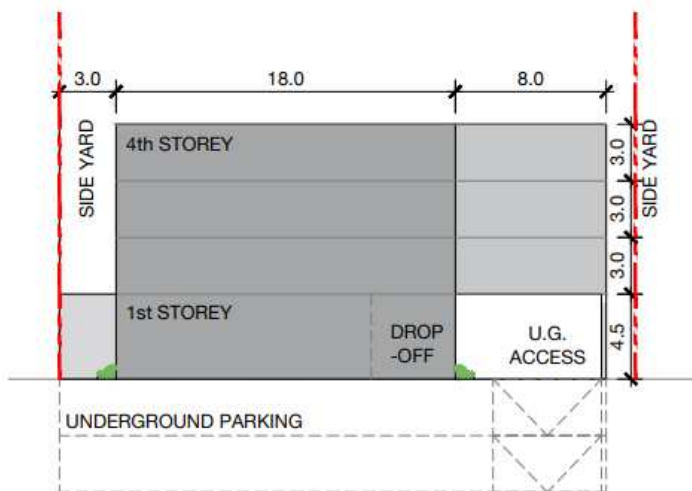 3.0
18.0
8.0
SIDE YARD
4th STOREY
3.0
SIDE YARD
3.0
3.0
1st STOREY
DROP
-OFF
U.G.
ACCESS
4.5
UNDERGROUND PARKING